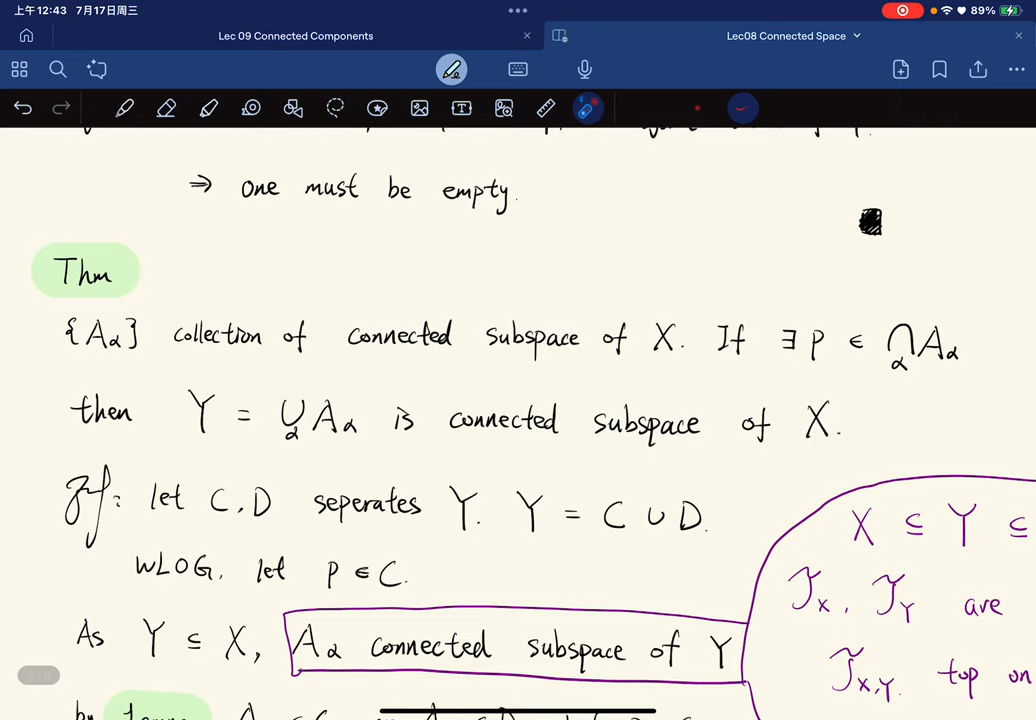 上午12:43 7月17日周三
89%
Lec 09 Connected Components
Lec08 Connected Space
⇒ one must be empty.
Thm
{Aα} collection of connected subspace of X. If ∃ p ∈ ⋂α Aα
then Y = ⋃α Aα is connected subspace of X.
pf: let C, D seperates Y. Y = C ∪ D.
WLOG, let p ∈ C.
As Y ⊆ X, Aα connected subspace of Y
X ⊆ Y ⊆
𝒯X, 𝒯Y are
𝒯X,Y. top on
by Lemma